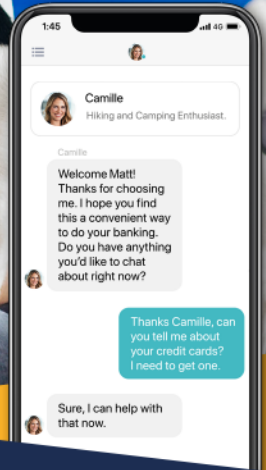 1:45
4G
Camille
Hiking and Camping Enthusiast.
Camille
Welcome Matt!
Thanks for choosing
me. I hope you find
this a convenient way
to do your banking.
Do you have anything
you'd like to chat
about right now?
Thanks Camille, can
you tell me about
your credit cards?
I need to get one.
Sure, I can help with
that now.